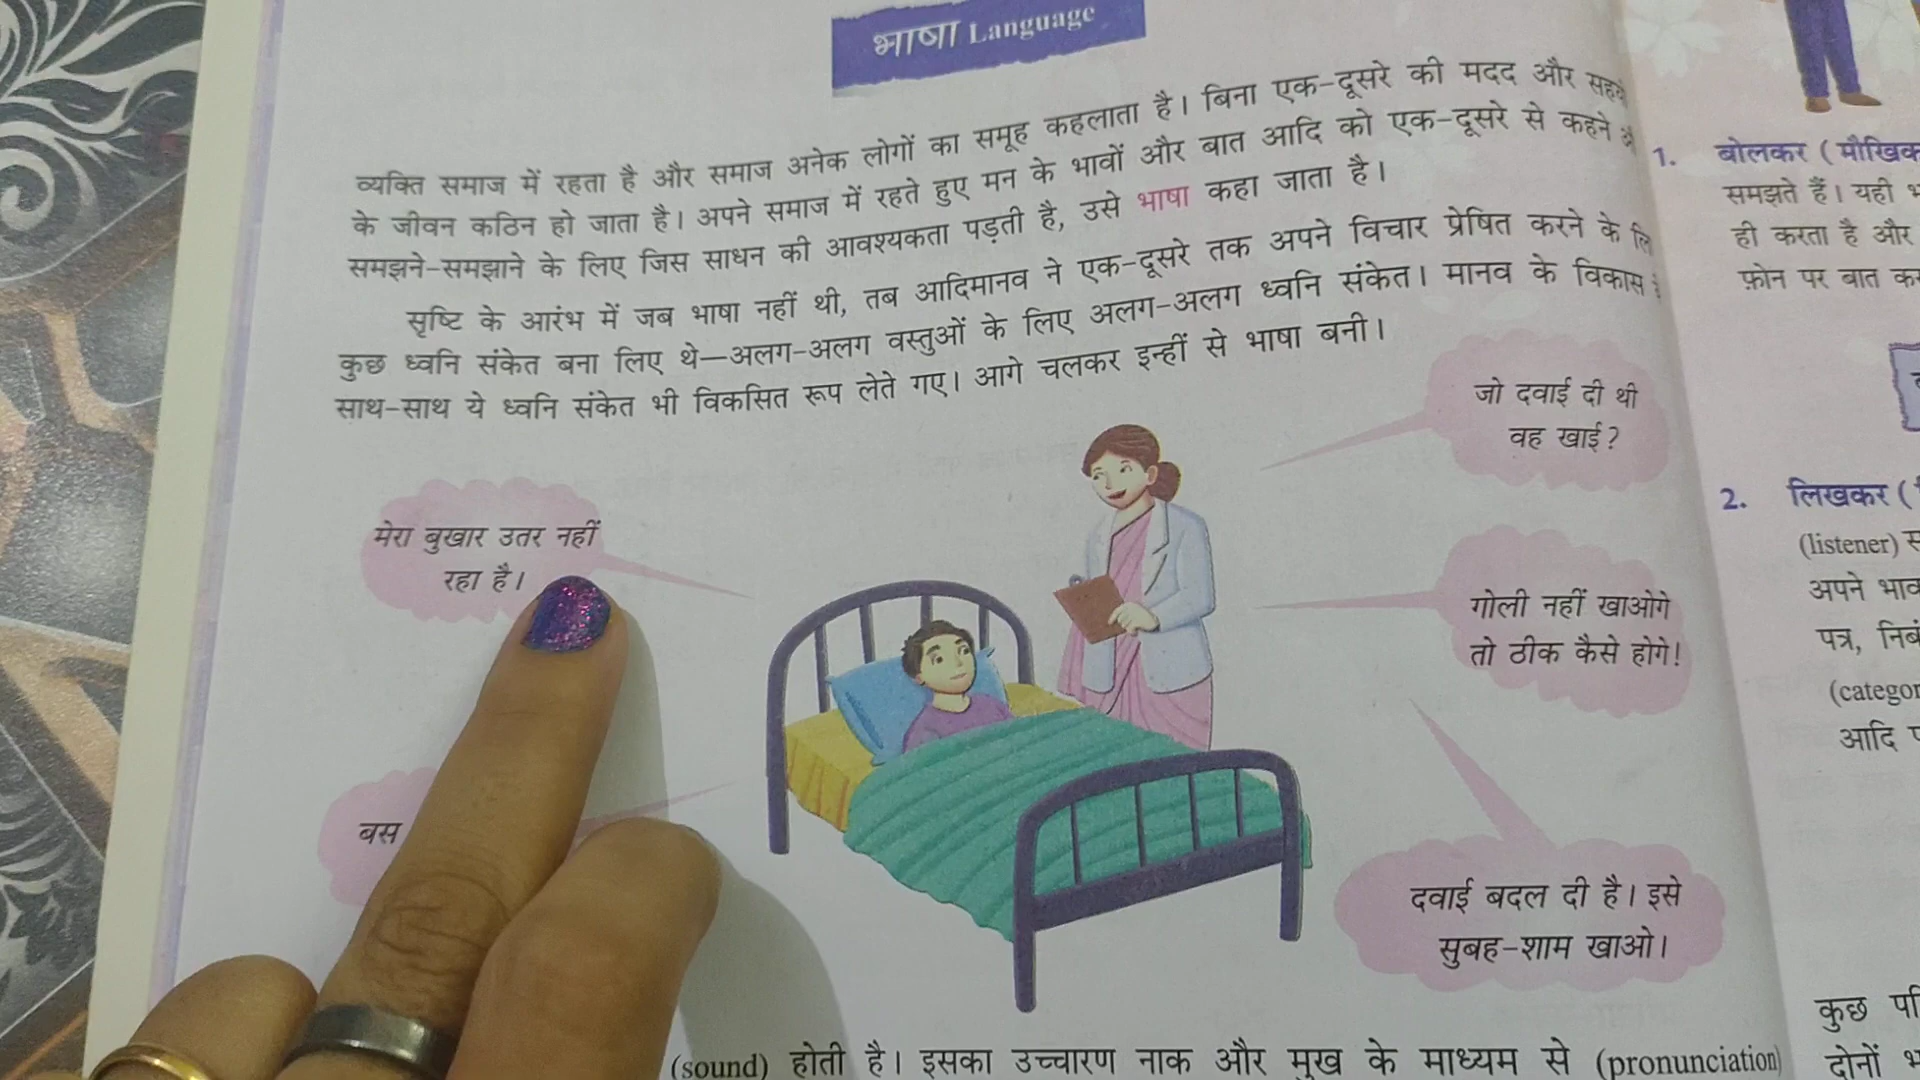 भाषा Language
व्यक्ति समाज में रहता है और समाज अनेक लोगों का समूह कहलाता है। बिना एक-दूसरे की मदद और
के जीवन कठिन हो जाता है। अपने समाज में रहते हुए मन के भावों और बात आदि को एक-दूसरे से कहने
समझने-समझाने के लिए जिस साधन की आवश्यकता पड़ती है, उसे भाषा कहा जाता है।
सृष्टि के आरंभ में जब भाषा नहीं थी, तब आदिमानव ने एक-दूसरे तक अपने विचार प्रेषित करने के
कुछ ध्वनि संकेत बना लिए थे—अलग-अलग वस्तुओं के लिए अलग-अलग ध्वनि संकेत। मानव के विकास
साथ-साथ ये ध्वनि संकेत भी विकसित रूप लेते गए। आगे चलकर इन्हीं से भाषा बनी।
जो दवाई दी थी
वह खाई?
मेरा बुखार उतर नहीं
रहा है।
गोली नहीं खाओगे
तो ठीक कैसे होगे!
बस
दवाई बदल दी है। इसे
सुबह-शाम खाओ।
(sound) होती है। इसका उच्चारण नाक और मुख के माध्यम से (pronunciation)
1. बोलकर (मौखिक
समझते हैं। यही
ही करता है और
फ़ोन पर बात
2. लिखकर (
(listener)
अपने
पत्र,
आदि
कुछ
दोनों